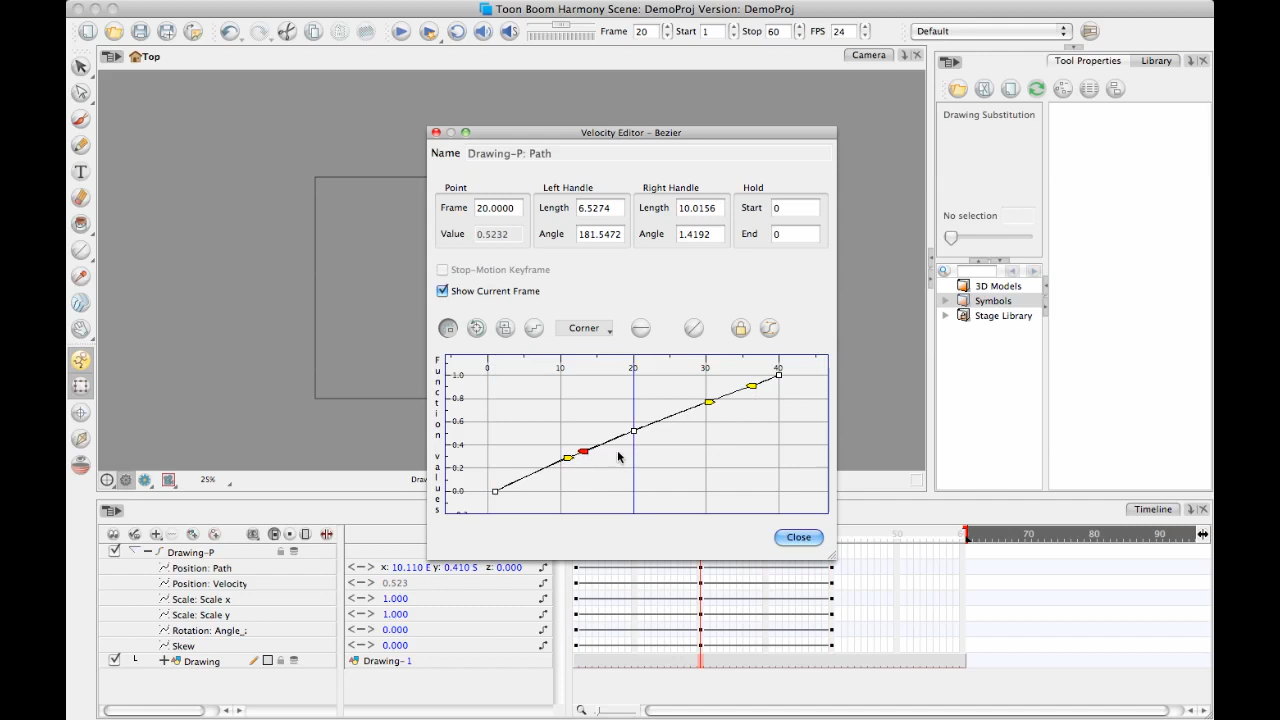 Toon Boom Harmony Scene: DemoProj Version: DemoProj
Frame 20 Start 1 Stop 60 FPS 24 Default
Top
Camera
Tool Properties Library
Drawing Substitution
No selection
3D Models
Symbols
Stage Library
Velocity Editor – Bezier
Name Drawing-P: Path
Point Left Handle Right Handle Hold
Frame 20.0000 Length 6.5274 Length 10.0156 Start 0
Value 0.5232 Angle 181.5472 Angle 1.4192 End 0
Stop-Motion Keyframe
Show Current Frame
Corner
Function values
0 10 20 30 40
1.0
0.8
0.6
0.4
0.2
0.0
Close
25%
Timeline
50 70 80 90
Drawing-P
Position: Path x: 10.110 E y: 0.410 S z: 0.000
Position: Velocity 0.523
Scale: Scale x 1.000
Scale: Scale y 1.000
Rotation: Angle_: 0.000
Skew 0.000
Drawing Drawing- 1